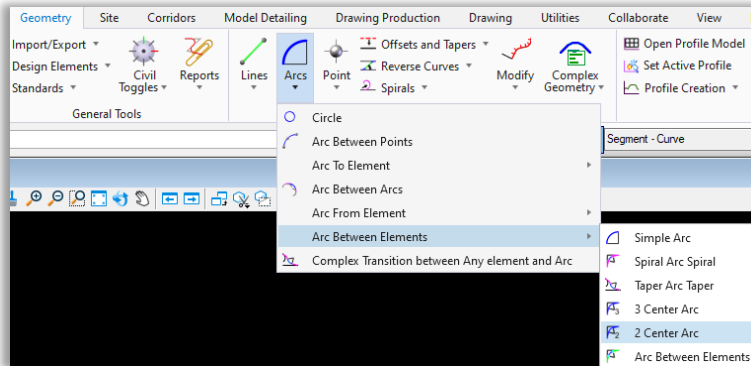 Geometry Site Corridors Model Detailing Drawing Production Drawing Utilities Collaborate View
Import/Export
Design Elements
Standards
Civil Toggles
Reports
General Tools
Lines
Arcs
Point
Offsets and Tapers
Reverse Curves
Spirals
Modify
Complex Geometry
Open Profile Model
Set Active Profile
Profile Creation
Segment - Curve
Circle
Arc Between Points
Arc To Element
Arc Between Arcs
Arc From Element
Arc Between Elements
Complex Transition between Any element and Arc
Simple Arc
Spiral Arc Spiral
Taper Arc Taper
3 Center Arc
2 Center Arc
Arc Between Elements